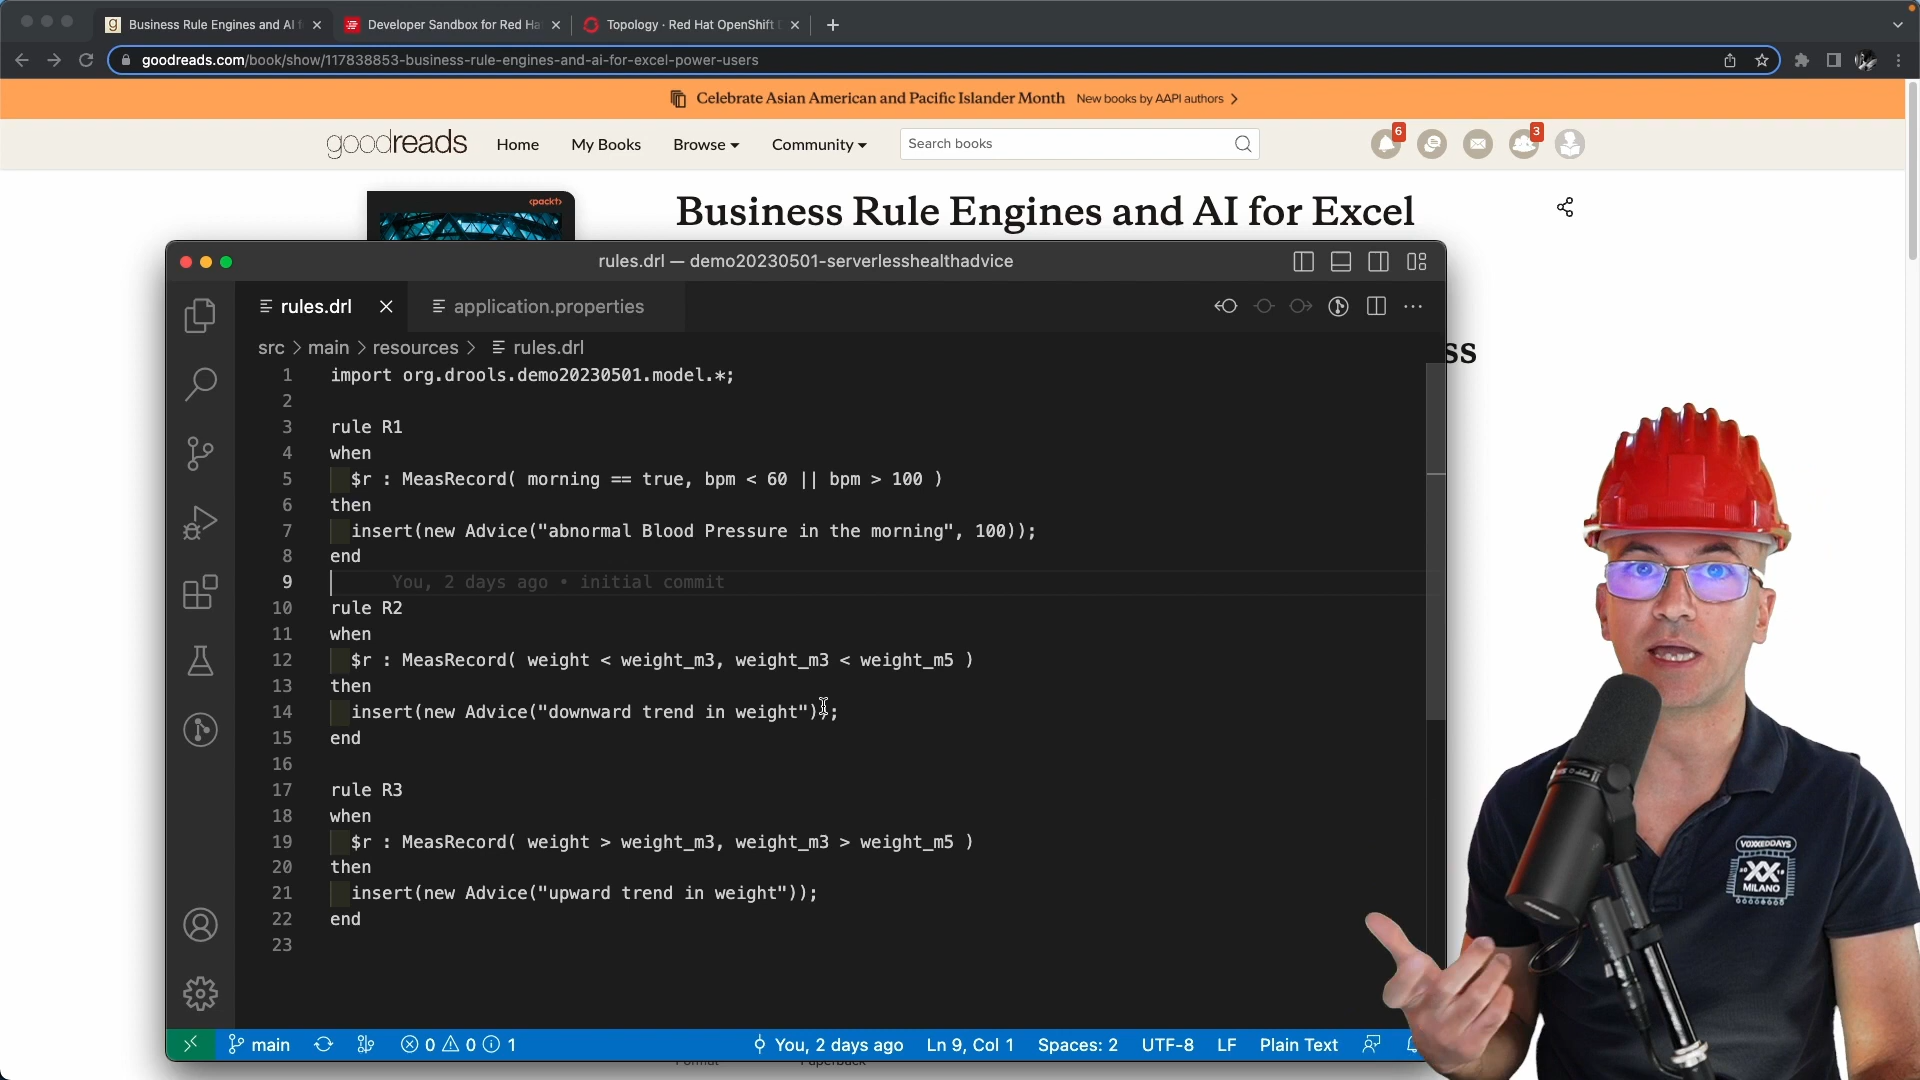 Business Rule Engines and AI f
Developer Sandbox for Red Ha
Topology · Red Hat OpenShift D
goodreads.com/book/show/117838853-business-rule-engines-and-ai-for-excel-power-users
Celebrate Asian American and Pacific Islander Month New books by AAPI authors
goodreads Home My Books Browse Community Search books 6 3
<packt>
Business Rule Engines and AI for Excel
ss
rules.drl — demo20230501-serverlesshealthadvice
rules.drl application.properties
src > main > resources > rules.drl
1 import org.drools.demo20230501.model.*;
2
3 rule R1
4 when
5 $r : MeasRecord( morning == true, bpm < 60 || bpm > 100 )
6 then
7 insert(new Advice("abnormal Blood Pressure in the morning", 100));
8 end
9 You, 2 days ago • initial commit
10 rule R2
11 when
12 $r : MeasRecord( weight < weight_m3, weight_m3 < weight_m5 )
13 then
14 insert(new Advice("downward trend in weight"));
15 end
16
17 rule R3
18 when
19 $r : MeasRecord( weight > weight_m3, weight_m3 > weight_m5 )
20 then
21 insert(new Advice("upward trend in weight"));
22 end
23
main 0 0 1 You, 2 days ago Ln 9, Col 1 Spaces: 2 UTF-8 LF Plain Text
VOXXEDDAYS
XX
MILANO